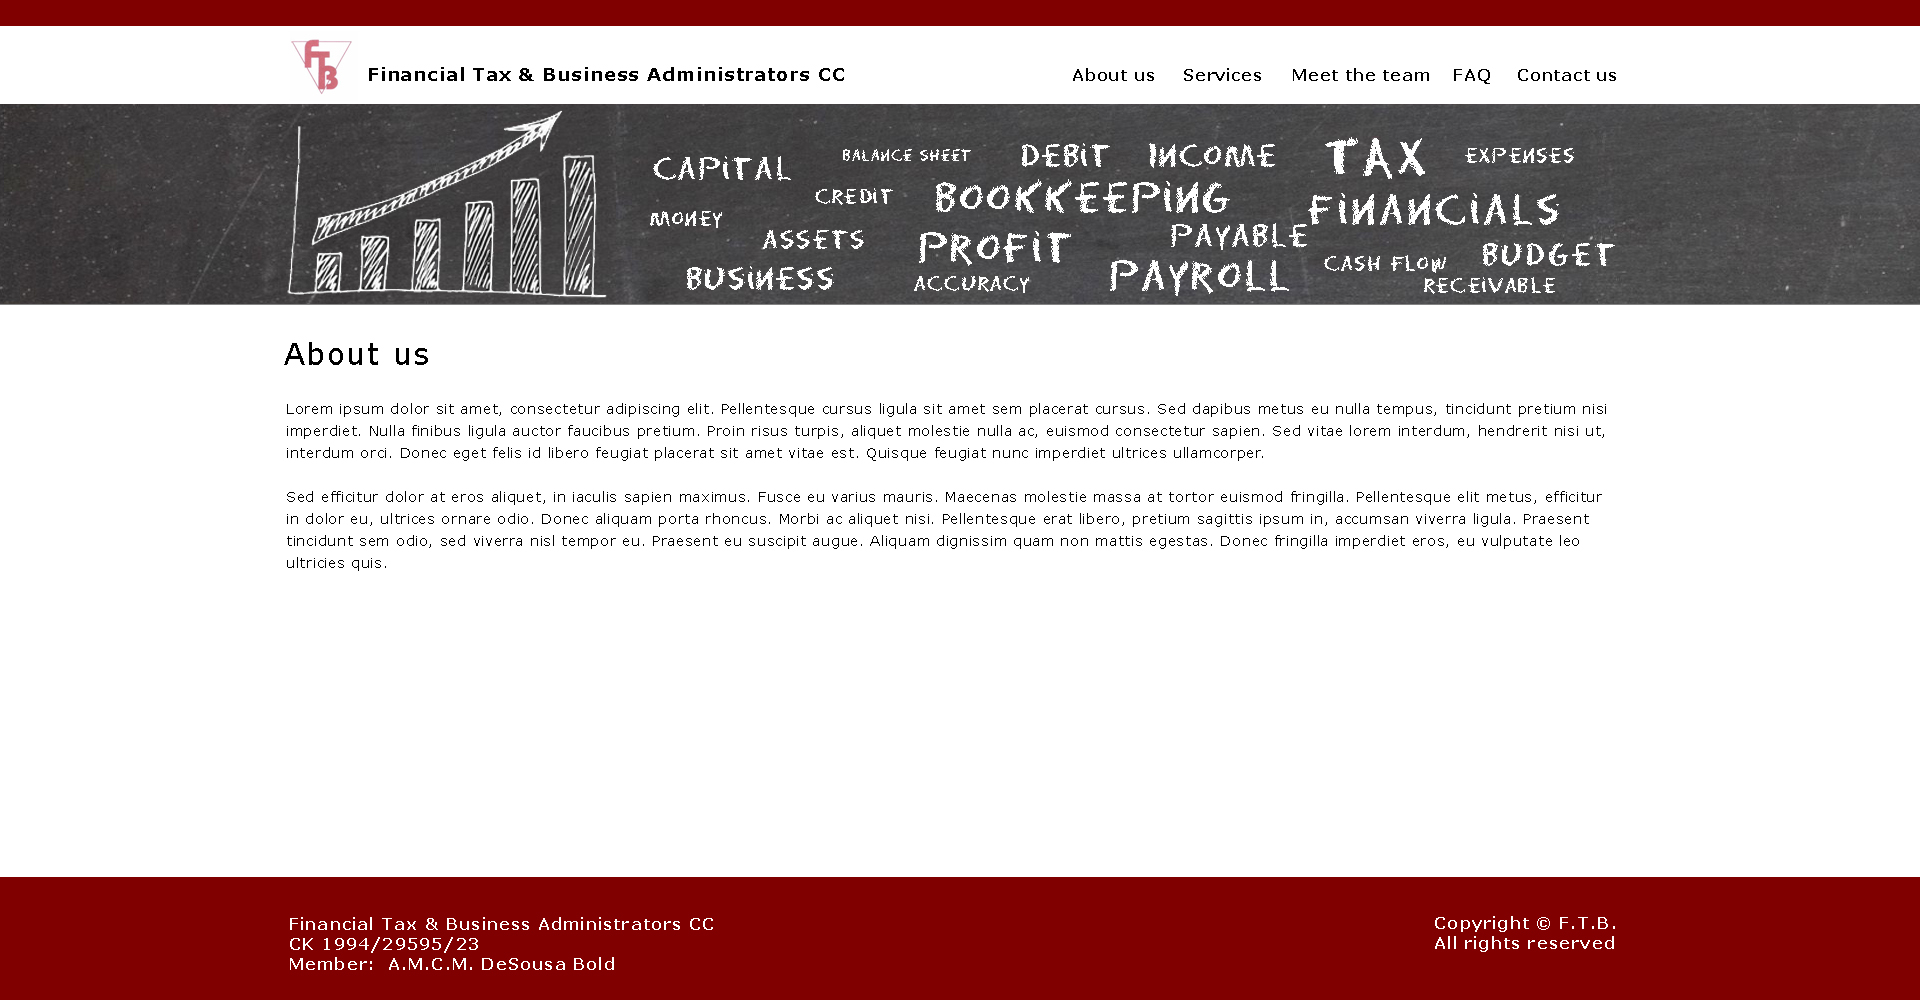 FTB
Financial Tax & Business Administrators CC
About us Services Meet the team FAQ Contact us
CAPITAL BALANCE SHEET DEBIT INCOME TAX EXPENSES
CREDIT BOOKKEEPING FINANCIALS
MONEY ASSETS PROFIT PAYABLE BUDGET
BUSINESS ACCURACY PAYROLL CASH FLOW RECEIVABLE
About us
Lorem ipsum dolor sit amet, consectetur adipiscing elit. Pellentesque cursus ligula sit amet sem placerat cursus. Sed dapibus metus eu nulla tempus, tincidunt pretium nisi
imperdiet. Nulla finibus ligula auctor faucibus pretium. Proin risus turpis, aliquet molestie nulla ac, euismod consectetur sapien. Sed vitae lorem interdum, hendrerit nisi ut,
interdum orci. Donec eget felis id libero feugiat placerat sit amet vitae est. Quisque feugiat nunc imperdiet ultrices ullamcorper.
Sed efficitur dolor at eros aliquet, in iaculis sapien maximus. Fusce eu varius mauris. Maecenas molestie massa at tortor euismod fringilla. Pellentesque elit metus, efficitur
in dolor eu, ultrices ornare odio. Donec aliquam porta rhoncus. Morbi ac aliquet nisi. Pellentesque erat libero, pretium sagittis ipsum in, accumsan viverra ligula. Praesent
tincidunt sem odio, sed viverra nisl tempor eu. Praesent eu suscipit augue. Aliquam dignissim quam non mattis egestas. Donec fringilla imperdiet eros, eu vulputate leo
ultricies quis.
Financial Tax & Business Administrators CC
CK 1994/29595/23
Member: A.M.C.M. DeSousa Bold
Copyright © F.T.B.
All rights reserved